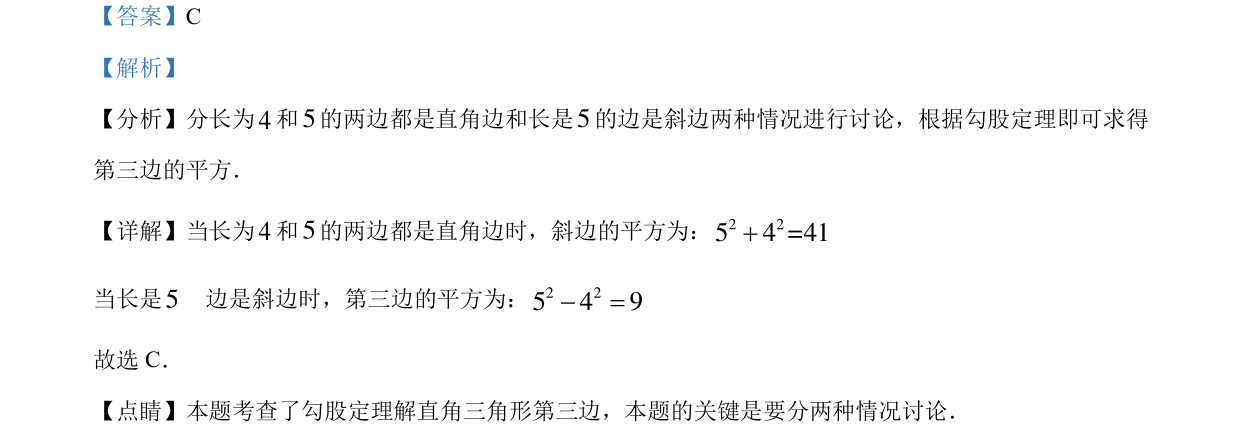 【答案】C
【解析】
【分析】分长为4和5的两边都是直角边和长是5的边是斜边两种情况进行讨论，根据勾股定理即可求得
第三边的平方．
【详解】当长为4和5的两边都是直角边时，斜边的平方为：5²+4²=41
当长是5 边是斜边时，第三边的平方为：5²−4²=9
故选 C．
【点睛】本题考查了勾股定理解直角三角形第三边，本题的关键是要分两种情况讨论．